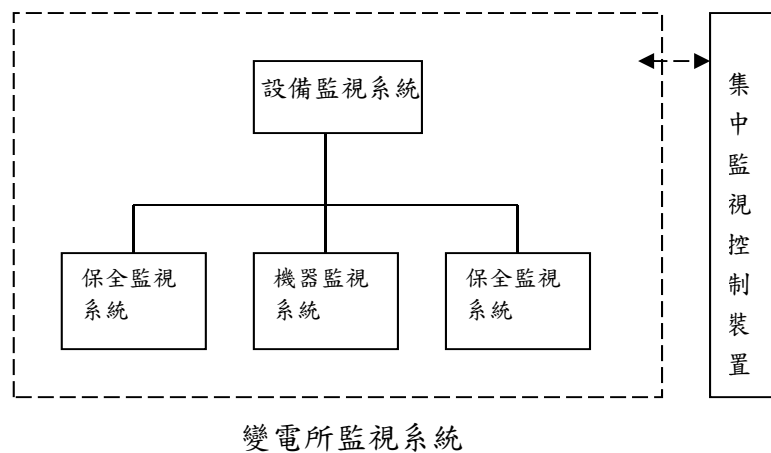 設備監視系統
集中監視控制裝置
保全監視
系統
機器監視
系統
保全監視
系統
變電所監視系統